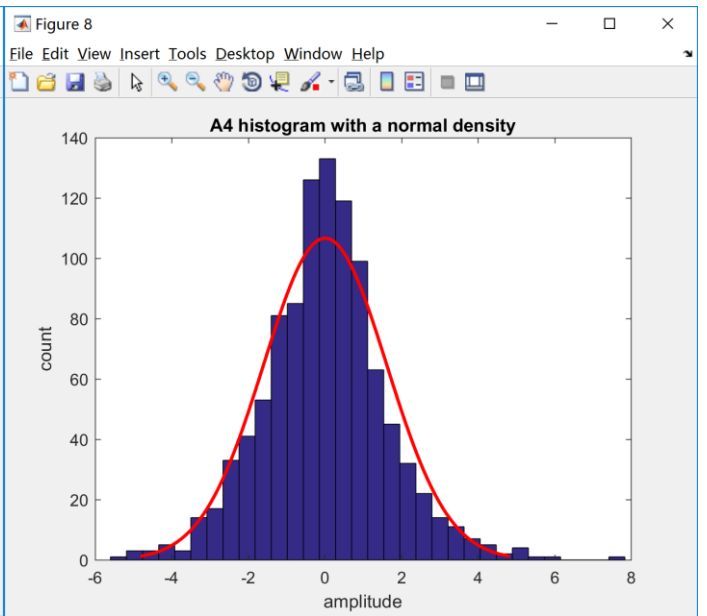 Figure 8
File Edit View Insert Tools Desktop Window Help
A4 histogram with a normal density
140
120
100
80
60
40
20
0
count
-6 -4 -2 0 2 4 6 8
amplitude